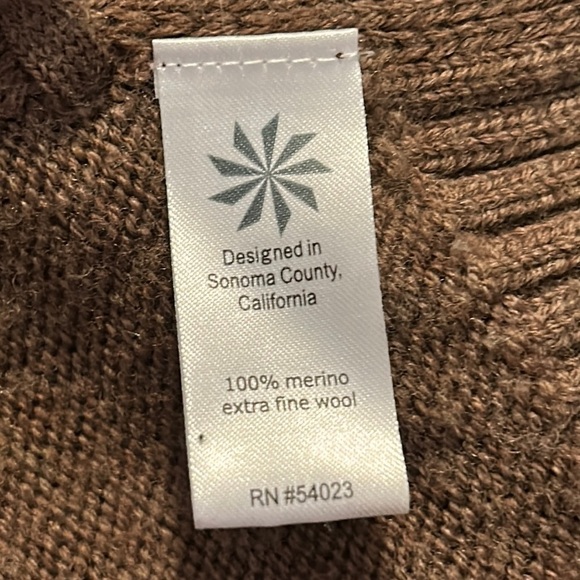 Designed in
Sonoma County,
California
100% merino
extra fine wool
RN #54023